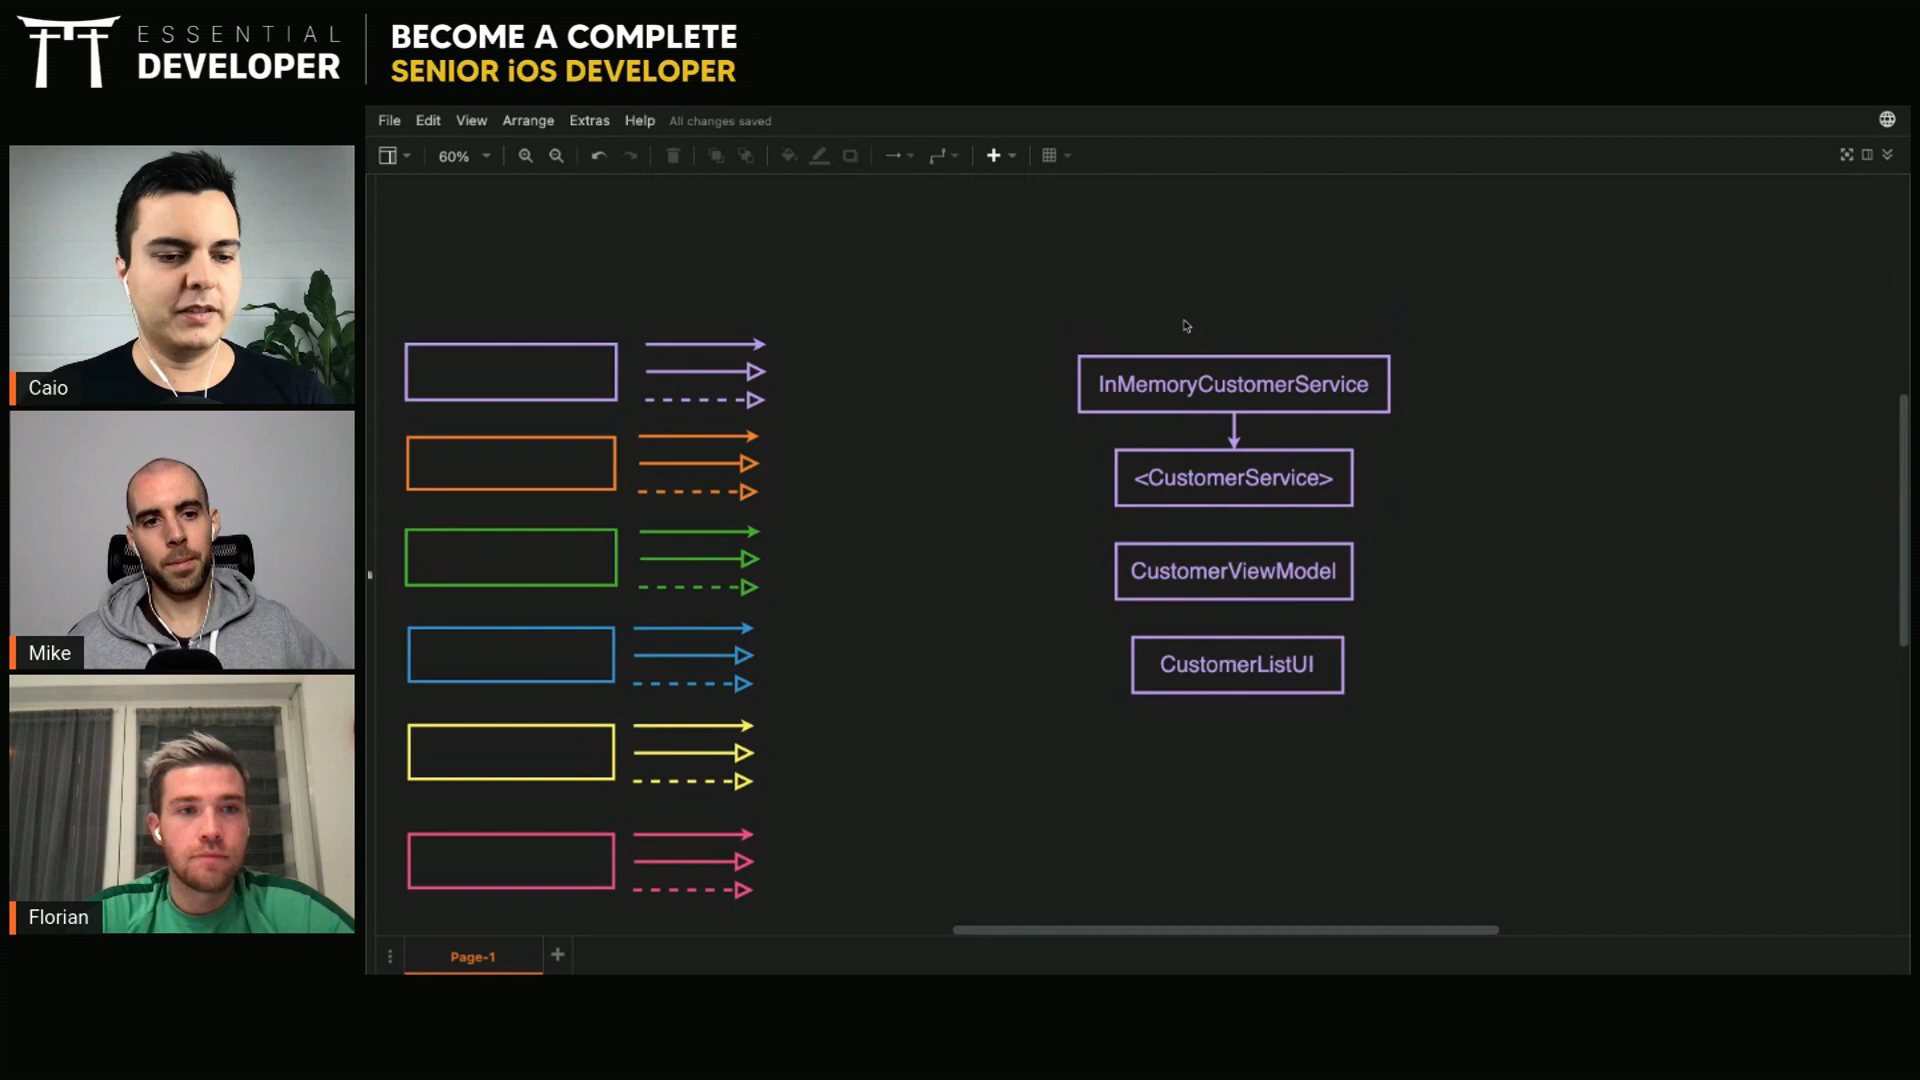 ESSENTIAL
DEVELOPER
BECOME A COMPLETE
SENIOR iOS DEVELOPER
File Edit View Arrange Extras Help All changes saved
60%
Caio
Mike
Florian
InMemoryCustomerService
<CustomerService>
CustomerViewModel
CustomerListUI
Page-1